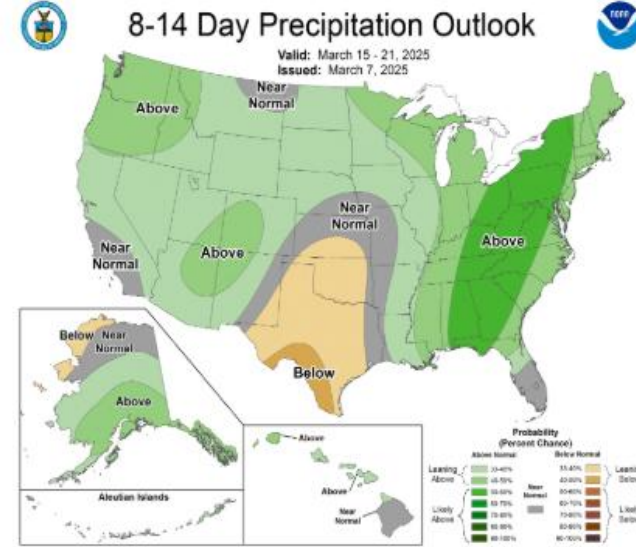 8-14 Day Precipitation Outlook
Valid: March 15 - 21, 2025
Issued: March 7, 2025
Near
Normal
Above
Near
Normal
Near
Normal
Above
Above
Below
Below
Near
Normal
Above
Aleutian Islands
Above
Above
Near
Normal
Probability
(Percent Chance)
Above Normal
Below Normal
Leaning
Above
Likely
Above
Near
Normal
33-40%
40-50%
50-60%
60-70%
70-80%
80-90%
90-100%
33-40%
40-50%
50-60%
60-70%
70-80%
80-90%
90-100%